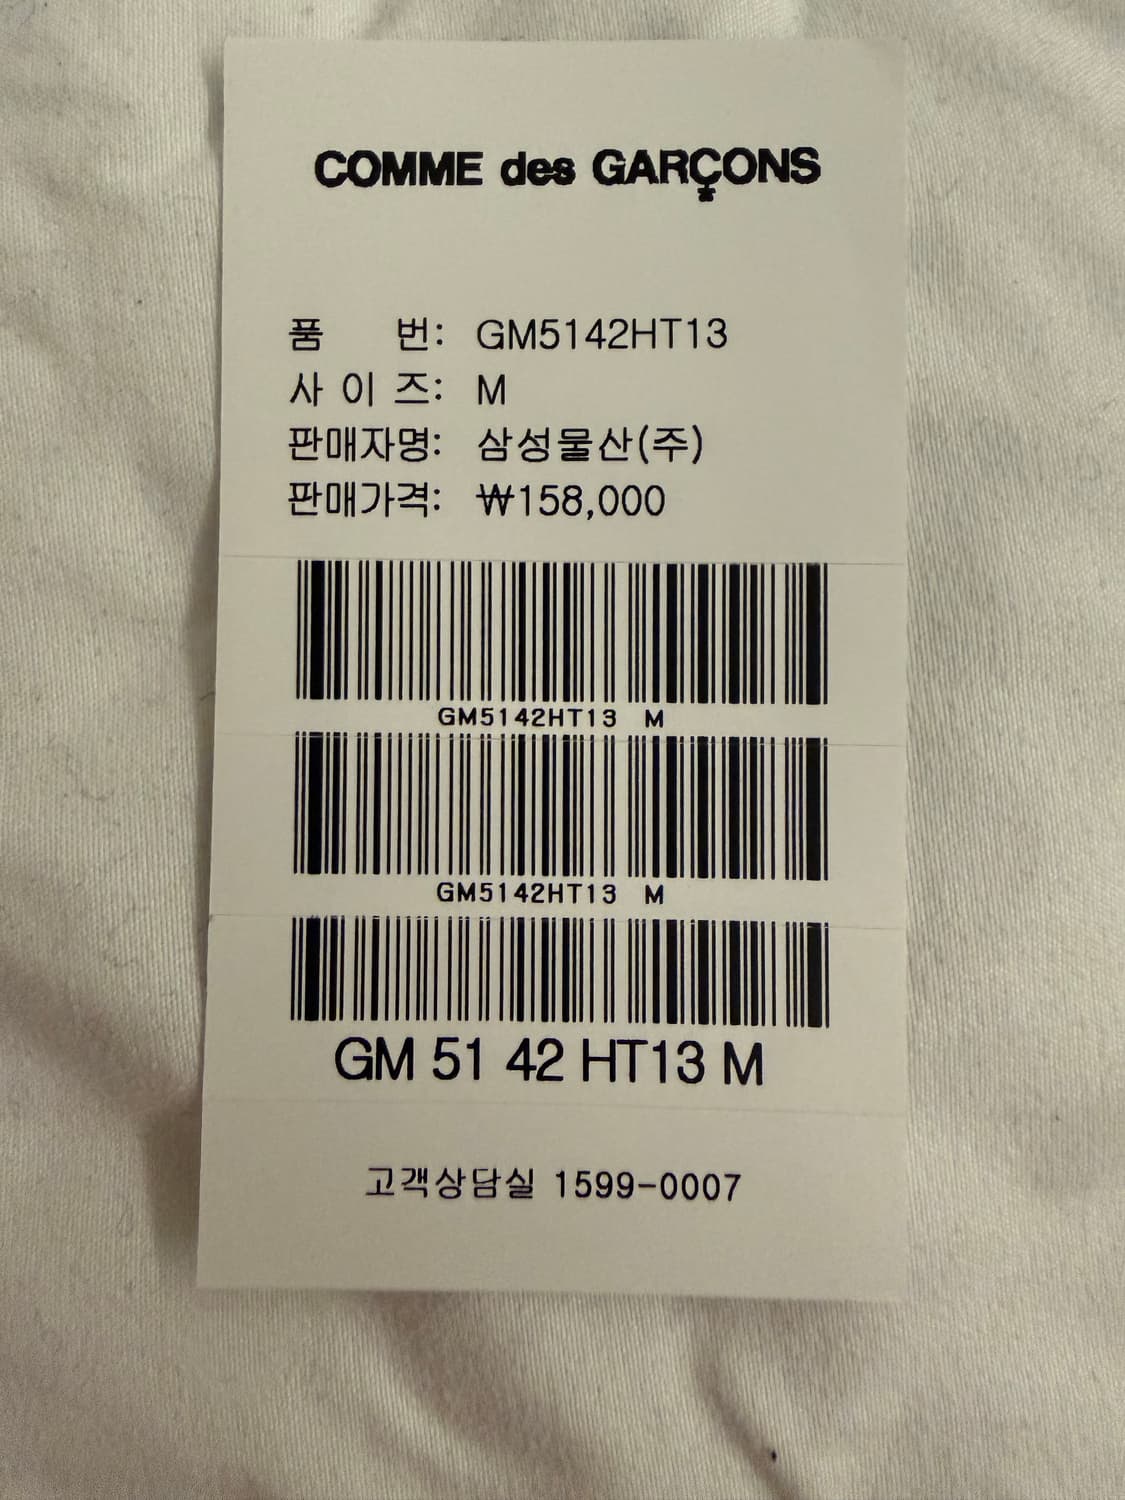 COMME des GARÇONS
품 번: GM5142HT13
사 이 즈: M
판매자명: 삼성물산(주)
판매가격: ₩158,000
GM5142HT13 M
GM5142HT13 M
GM 51 42 HT13 M
고객상담실 1599-0007